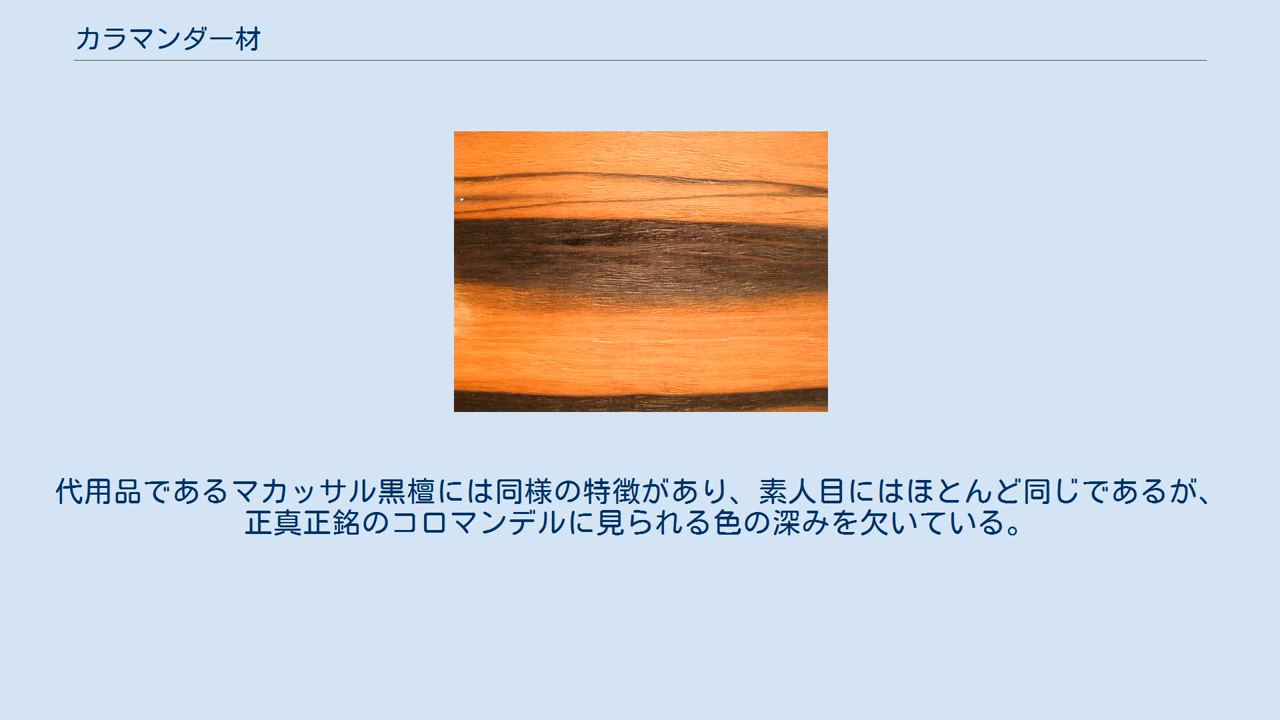 カラマンダー材
代用品であるマカッサル黒檀には同様の特徴があり、素人目にはほとんど同じであるが、
正真正銘のコロマンデルに見られる色の深みを欠いている。